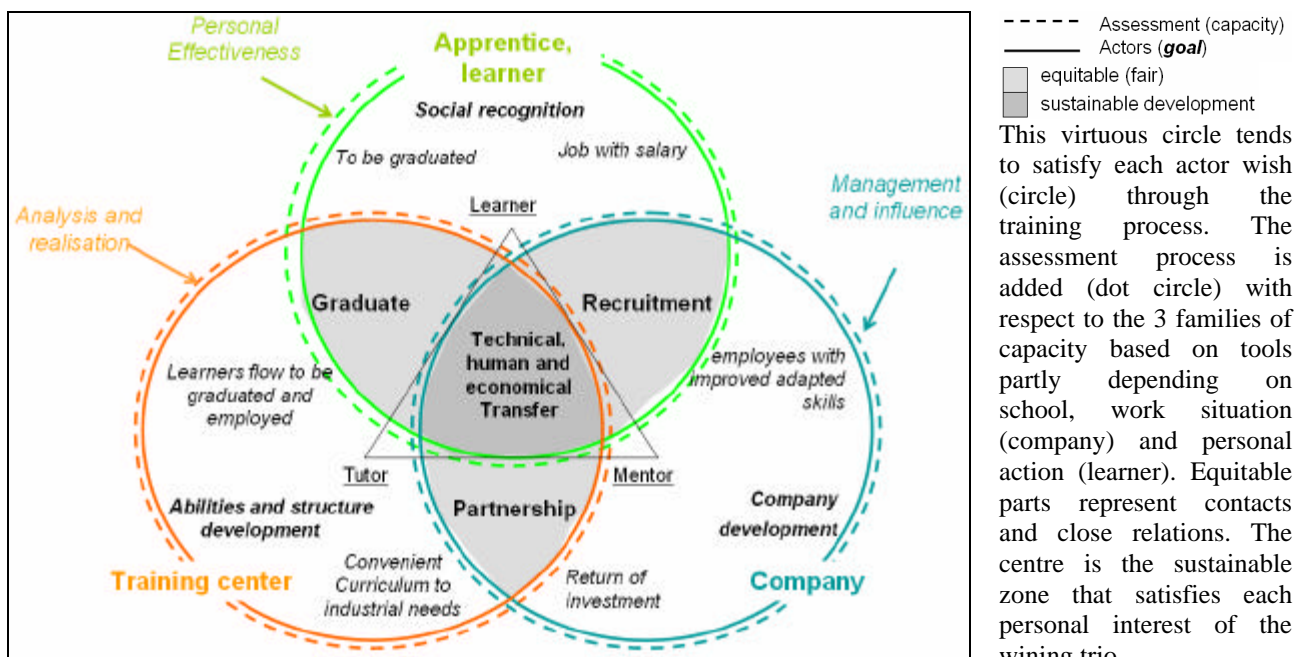 Personal
Effectiveness
Apprentice,
learner
Social recognition
To be graduated
Job with salary
Management
and influence
Learner
Analysis and
realisation
Graduate
Recruitment
Technical,
human and
economical
Transfer
Learners flow to be
graduated and
employed
employees with
improved adapted
skills
Tutor
Mentor
Abilities and structure
development
Partnership
Company
development
Convenient
Curriculum to
industrial needs
Return of
investment
Training center
Company
Assessment (capacity)
Actors (goal)
equitable (fair)
sustainable development
This virtuous circle tends
to satisfy each actor wish
(circle) through the
training process. The
assessment process is
added (dot circle) with
respect to the 3 families of
capacity based on tools
partly depending on
school, work situation
(company) and personal
action (learner). Equitable
parts represent contacts
and close relations. The
centre is the sustainable
zone that satisfies each
personal interest of the
wining trio